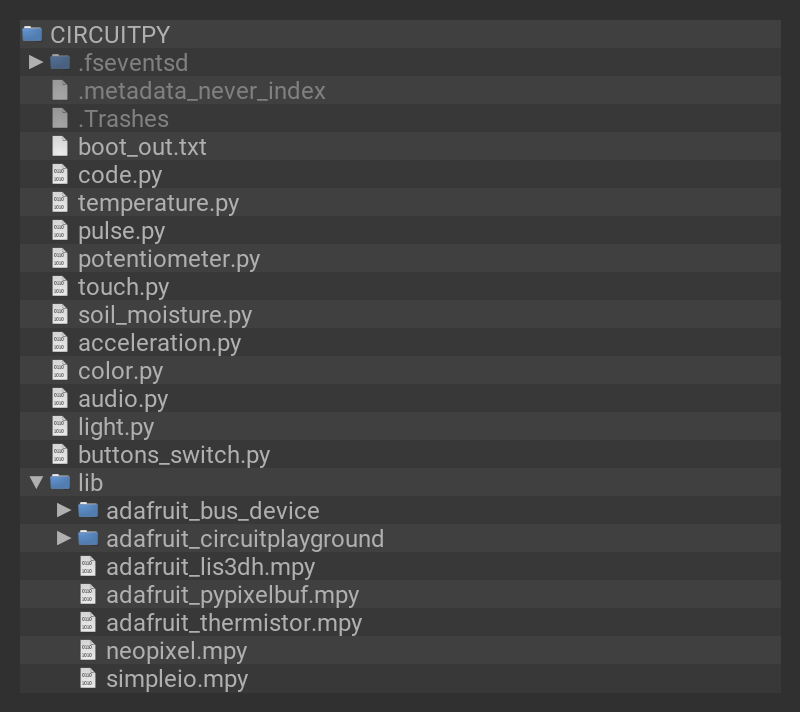 CIRCUITPY
.fseventsd
.metadata_never_index
.Trashes
boot_out.txt
code.py
temperature.py
pulse.py
potentiometer.py
touch.py
soil_moisture.py
acceleration.py
color.py
audio.py
light.py
buttons_switch.py
lib
adafruit_bus_device
adafruit_circuitplayground
adafruit_lis3dh.mpy
adafruit_pypixelbuf.mpy
adafruit_thermistor.mpy
neopixel.mpy
simpleio.mpy